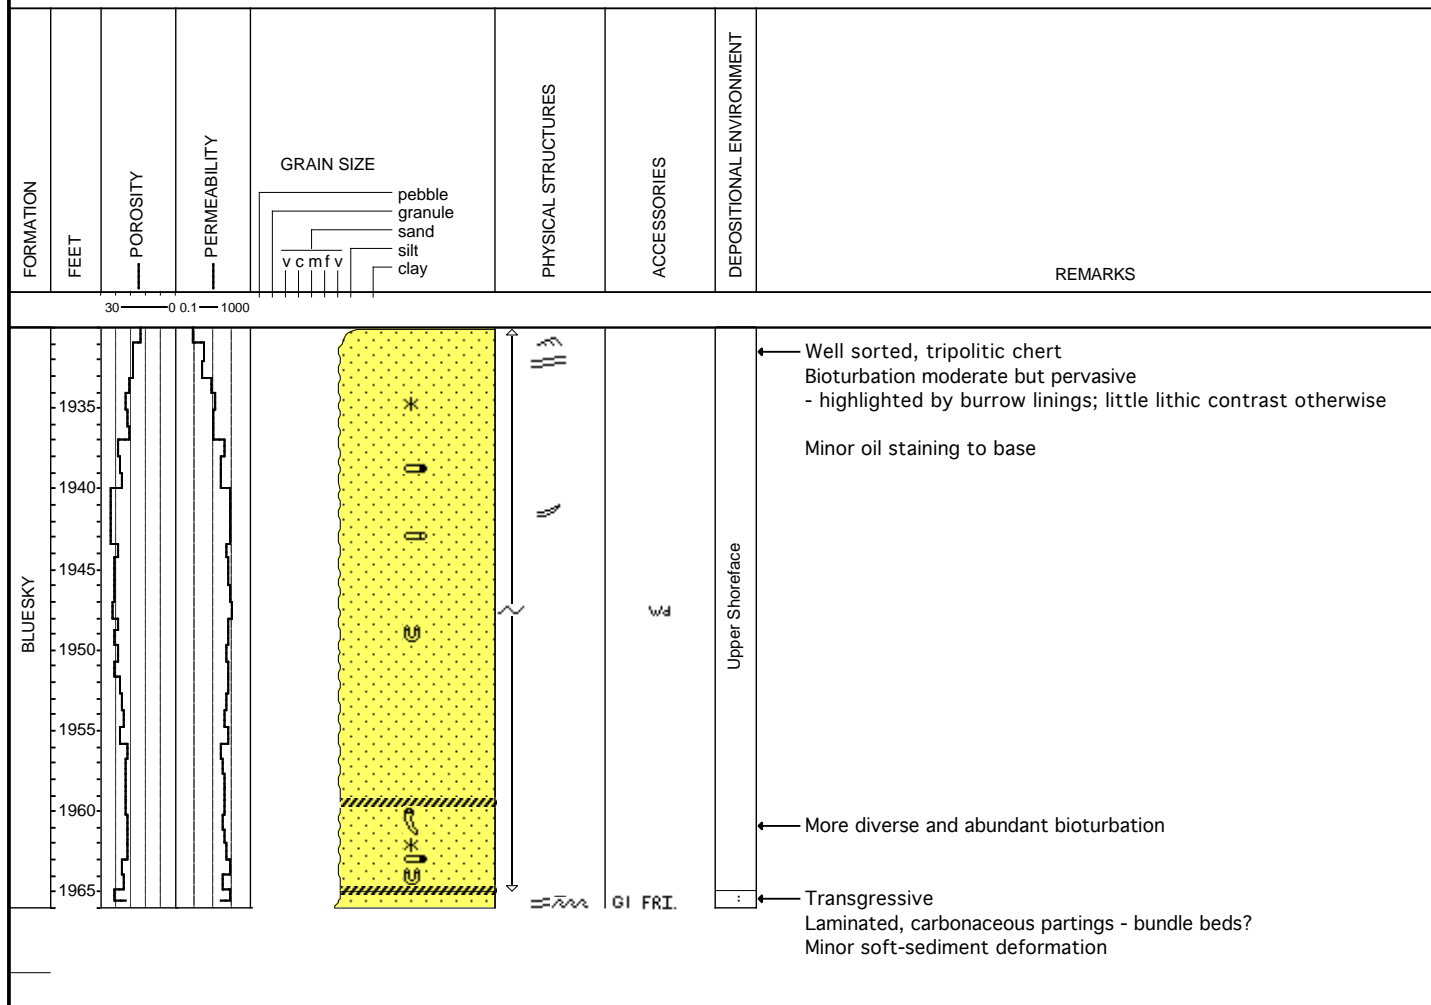 FORMATION
FEET
POROSITY
PERMEABILITY
GRAIN SIZE
pebble
granule
sand
silt
clay
v c m f v
PHYSICAL STRUCTURES
ACCESSORIES
DEPOSITIONAL ENVIRONMENT
REMARKS
30 0 0.1 1000
BLUESKY
1935
1940
1945
1950
1955
1960
1965
Wd
Gl FRI.
Upper Shoreface
:
Well sorted, tripolitic chert
Bioturbation moderate but pervasive
- highlighted by burrow linings; little lithic contrast otherwise
Minor oil staining to base
More diverse and abundant bioturbation
Transgressive
Laminated, carbonaceous partings - bundle beds?
Minor soft-sediment deformation